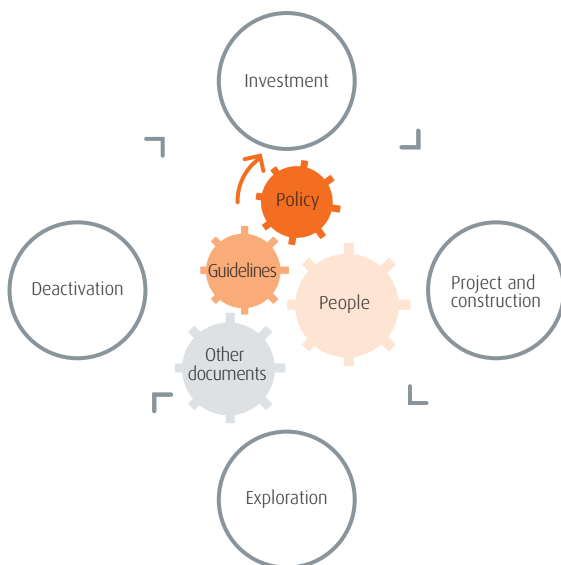 Investment
Policy
Guidelines
Deactivation
People
Project and
construction
Other
documents
Exploration